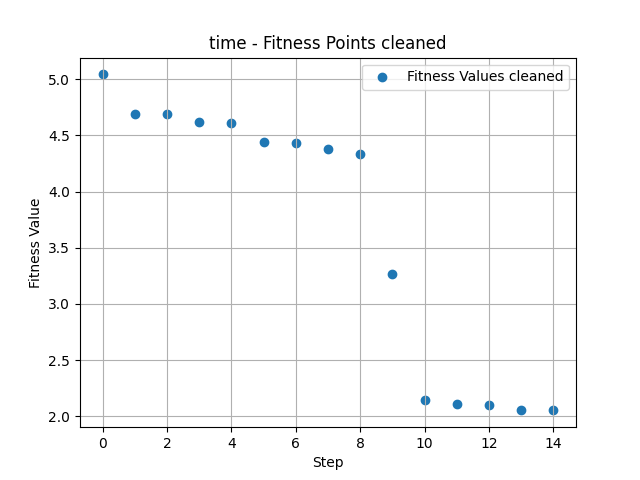 time - Fitness Points cleaned
Fitness Values cleaned
5.0
4.5
4.0
3.5
3.0
2.5
2.0
Fitness Value
0 2 4 6 8 10 12 14
Step